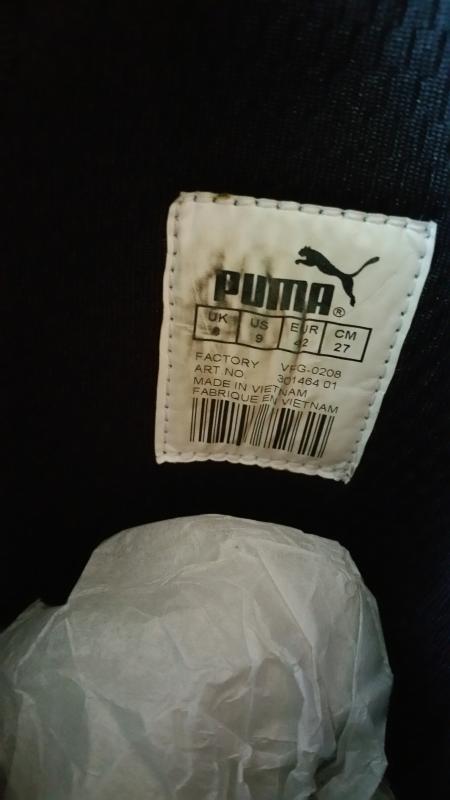 PUMA®
UK US EUR CM
8 9 42 27
FACTORY VFG-0208
ART NO. 301464 01
MADE IN VIETNAM
FABRIQUE EN VIETNAM